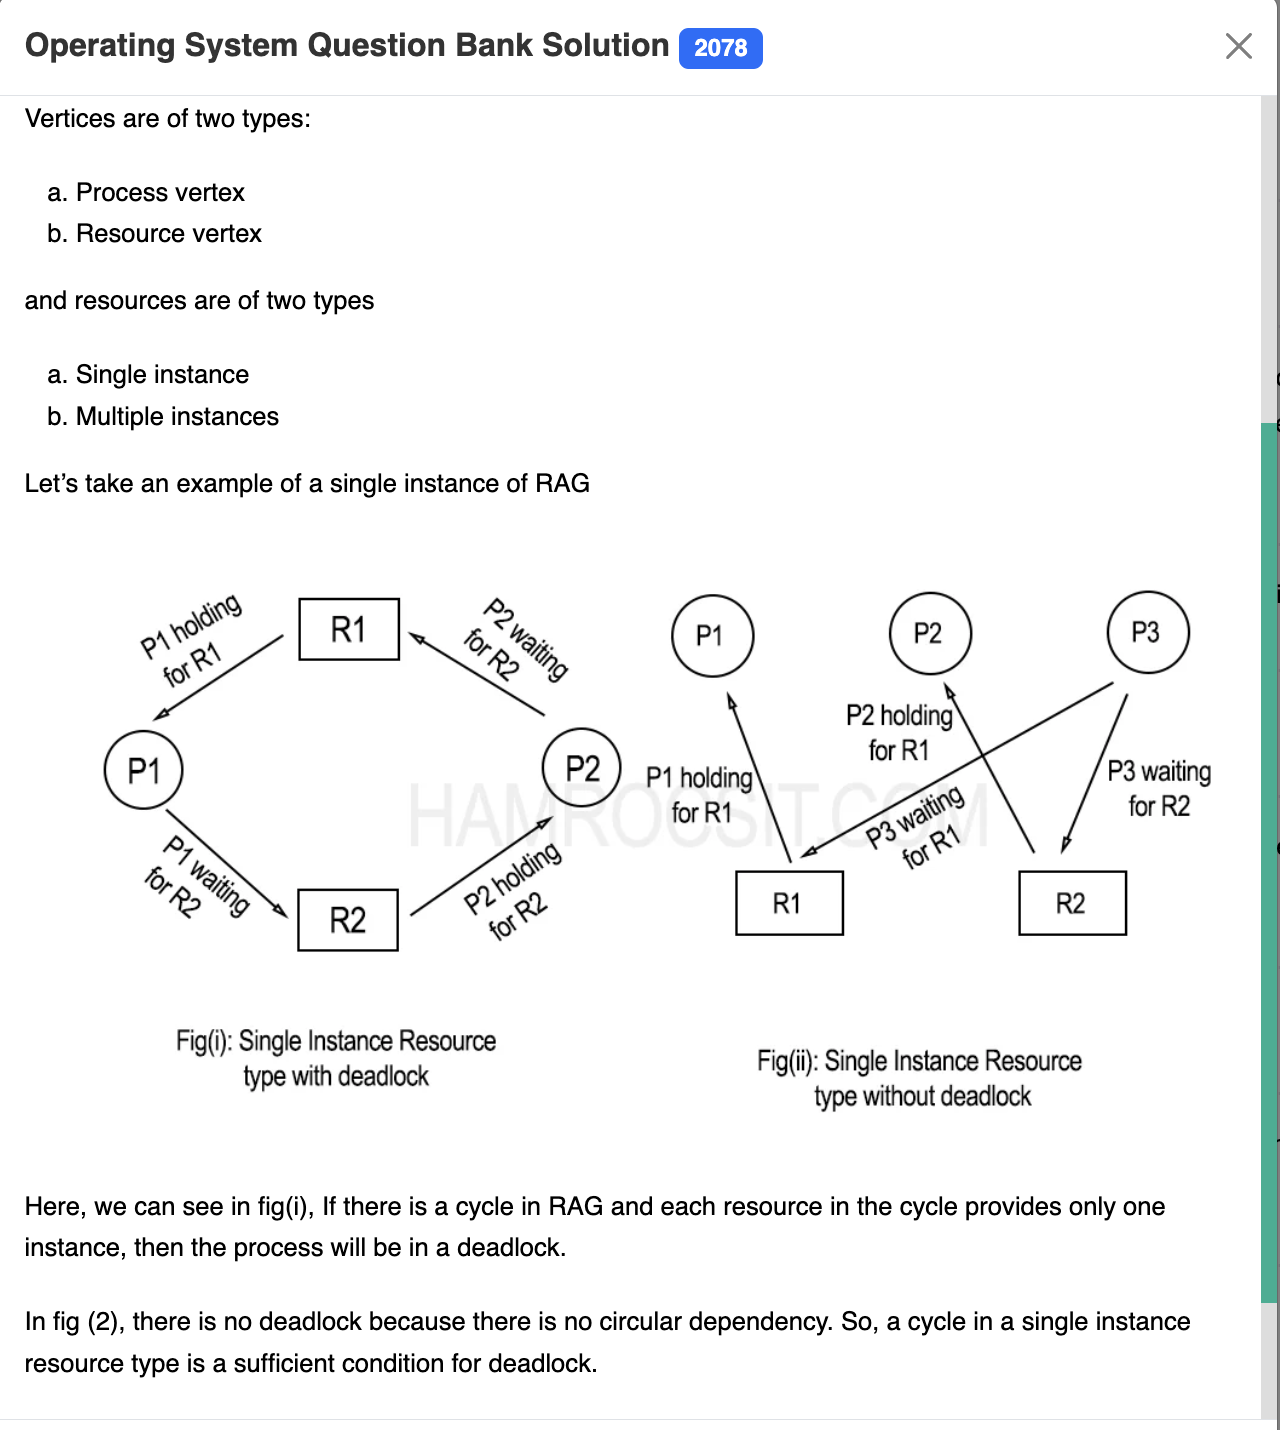 Operating System Question Bank Solution 2078
Vertices are of two types:
a. Process vertex
b. Resource vertex
and resources are of two types
a. Single instance
b. Multiple instances
Let’s take an example of a single instance of RAG
P1 holding
for R1
R1
P2 waiting
for R2
P1
P2
P1 waiting
for R2
R2
P2 holding
for R2
Fig(i): Single Instance Resource
type with deadlock
P1
P2
P3
P2 holding
for R1
P1 holding
for R1
P3 waiting
for R1
P3 waiting
for R2
R1
R2
HAMROCSIT.COM
Fig(ii): Single Instance Resource
type without deadlock
Here, we can see in fig(i), If there is a cycle in RAG and each resource in the cycle provides only one
instance, then the process will be in a deadlock.
In fig (2), there is no deadlock because there is no circular dependency. So, a cycle in a single instance
resource type is a sufficient condition for deadlock.